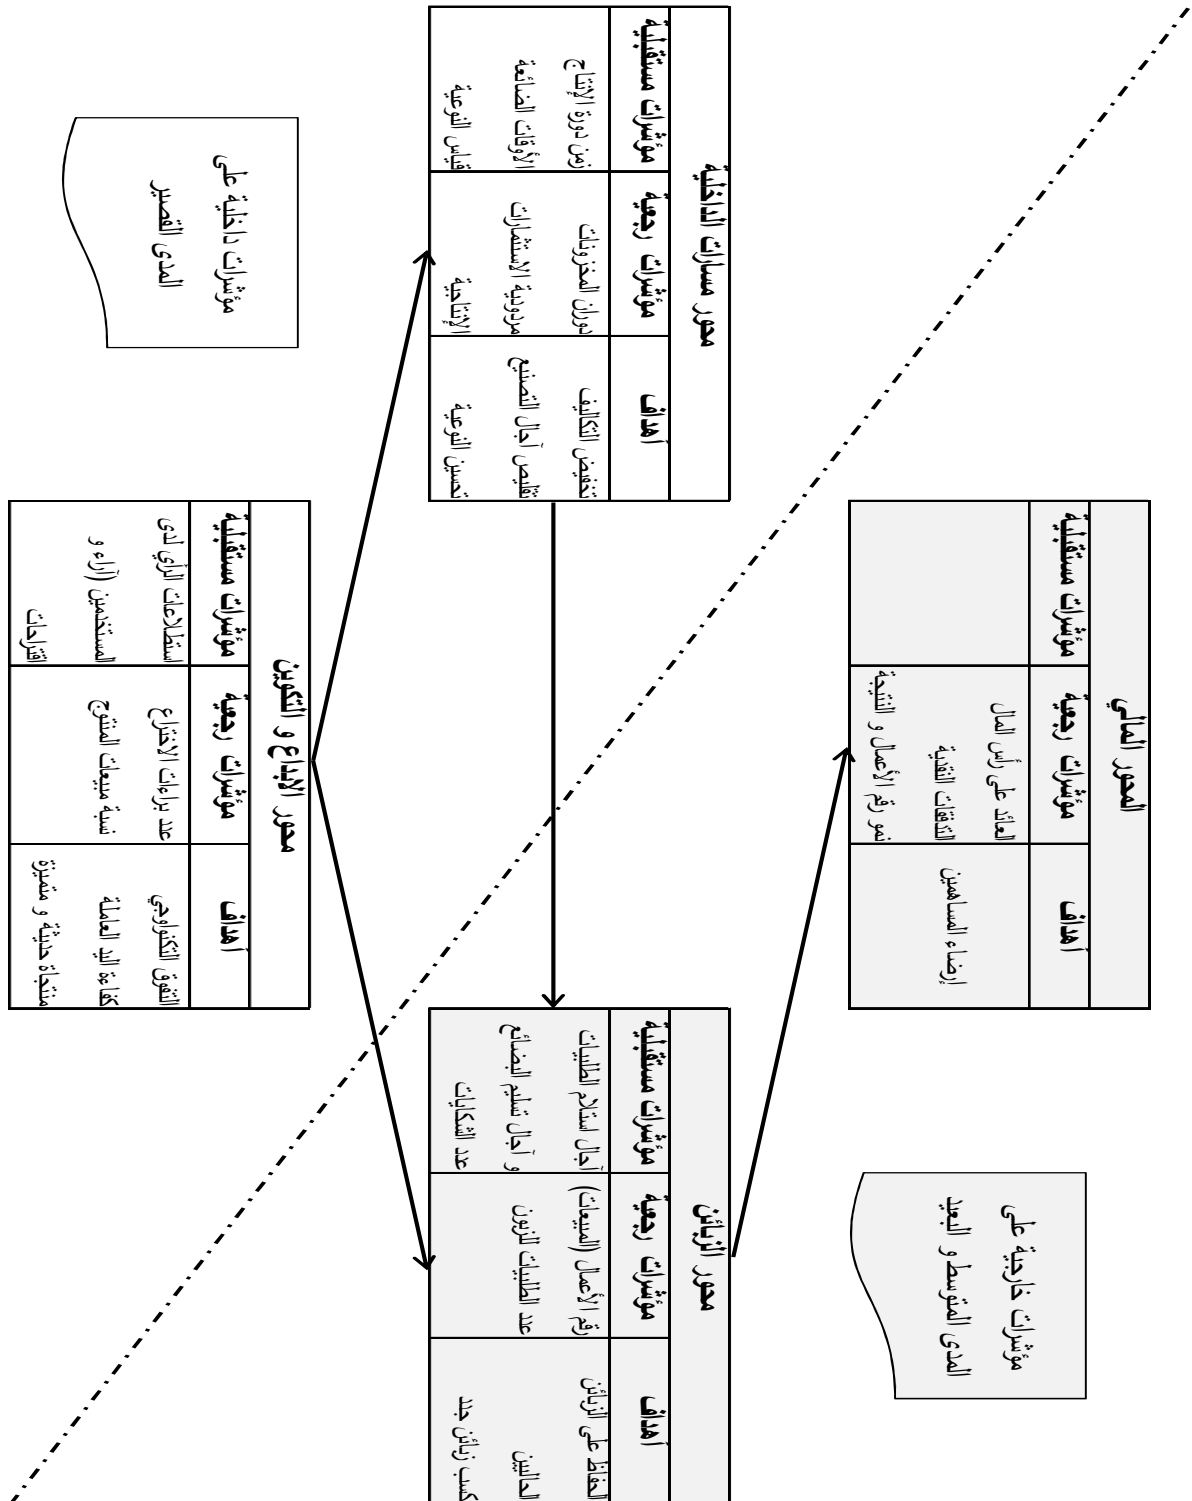 المحور المالي
أهداف
مؤشرات رجعية
مؤشرات مستقبلية
إرضاء المساهمين
العائد على رأس المال
التدفقات النقدية
نمو رقم الأعمال و النتيجة
مؤشرات خارجية على
المدى المتوسط و البعيد
محور الزبائن
أهداف
مؤشرات رجعية
مؤشرات مستقبلية
الحفاظ على الزبائن
الحاليين
كسب زبائن جدد
رقم الأعمال (المبيعات)
عدد الطلبيات للزبون
آجال استلام الطلبيات
و آجال تسليم البضائع
عدد الشكايات
محور مسارات الداخلية
أهداف
مؤشرات رجعية
مؤشرات مستقبلية
تخفيض التكاليف
تقليص آجال التصنيع
تحسين النوعية
دوران المخزونات
مردودية الاستثمارات
الإنتاجية
زمن دورة الإنتاج
الأوقات الضائعة
قياس النوعية
محور الإبداع و التكوين
أهداف
مؤشرات رجعية
مؤشرات مستقبلية
التفوق التكنولوجي
كفاءة اليد العاملة
منتجاة حديثة و متميزة
عدد براءات الاختراع
نسبة مبيعات المنتوج
استطلاعات الرأي لدى
المستخدمين (آراء و
اقتراحات
مؤشرات داخلية على
المدى القصير